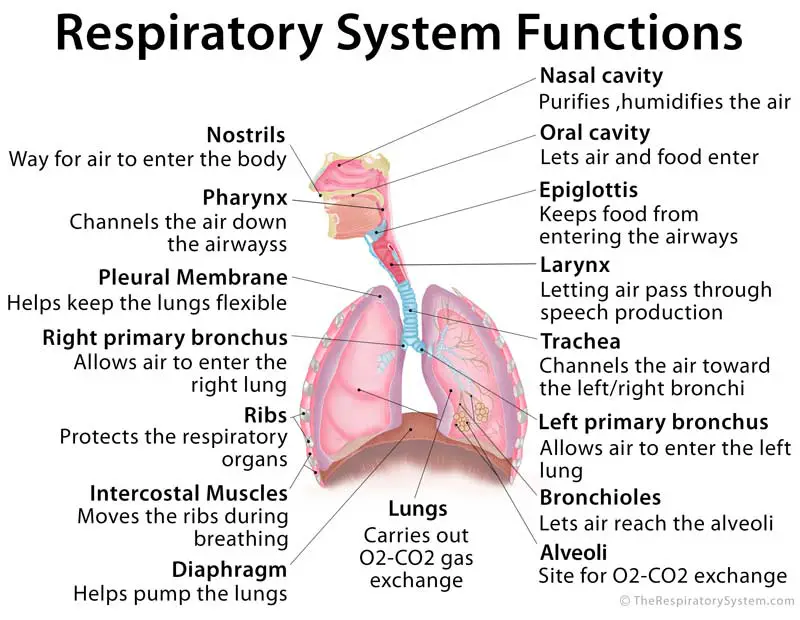 Respiratory System Functions
Nostrils
Way for air to enter the body
Pharynx
Channels the air down
the airwayss
Pleural Membrane
Helps keep the lungs flexible
Right primary bronchus
Allows air to enter the
right lung
Ribs
Protects the respiratory
organs
Intercostal Muscles
Moves the ribs during
breathing
Diaphragm
Helps pump the lungs
Lungs
Carries out
O2-CO2 gas
exchange
Nasal cavity
Purifies ,humidifies the air
Oral cavity
Lets air and food enter
Epiglottis
Keeps food from
entering the airways
Larynx
Letting air pass through
speech production
Trachea
Channels the air toward
the left/right bronchi
Left primary bronchus
Allows air to enter the left
lung
Bronchioles
Lets air reach the alveoli
Alveoli
Site for O2-CO2 exchange
© TheRespiratorySystem.com